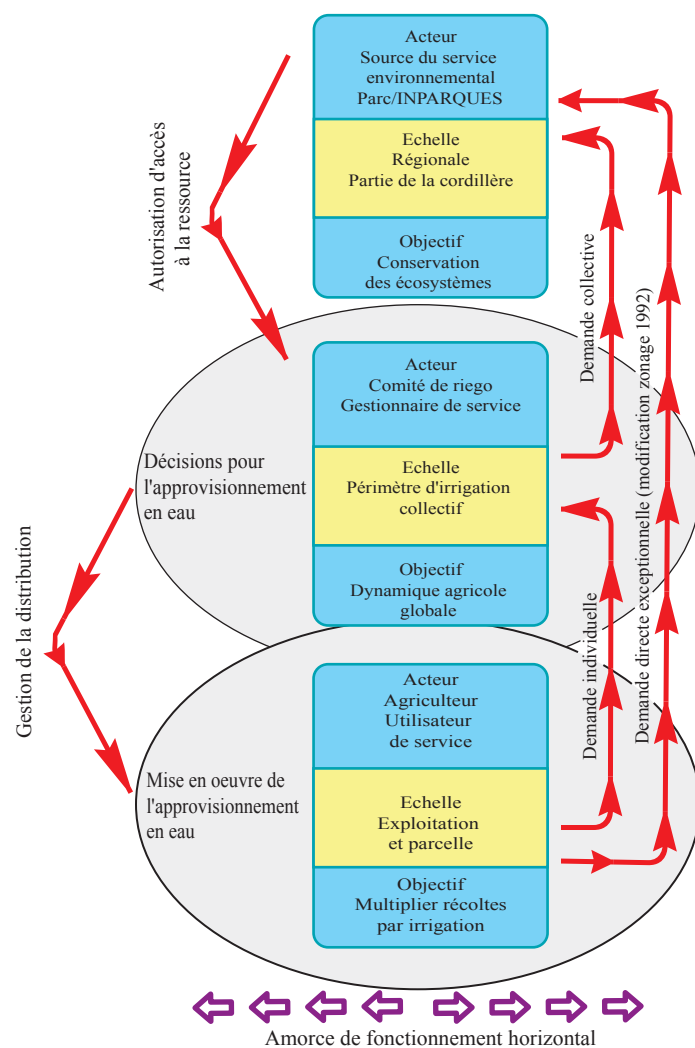 Acteur
Source du service
environnemental
Parc/INPARQUES
Echelle
Régionale
Partie de la cordillère
Objectif
Conservation
des écosystèmes
Autorisation d'accès
à la ressource
Acteur
Comité de riego
Gestionnaire de service
Echelle
Périmètre d'irrigation
collectif
Objectif
Dynamique agricole
globale
Décisions pour
l'approvisionnement
en eau
Demande collective
Demande directe exceptionnelle (modification zonage 1992)
Gestion de la distribution
Acteur
Agriculteur
Utilisateur
de service
Echelle
Exploitation
et parcelle
Objectif
Multiplier récoltes
par irrigation
Mise en oeuvre de
l'approvisionnement
en eau
Demande individuelle
Amorce de fonctionnement horizontal